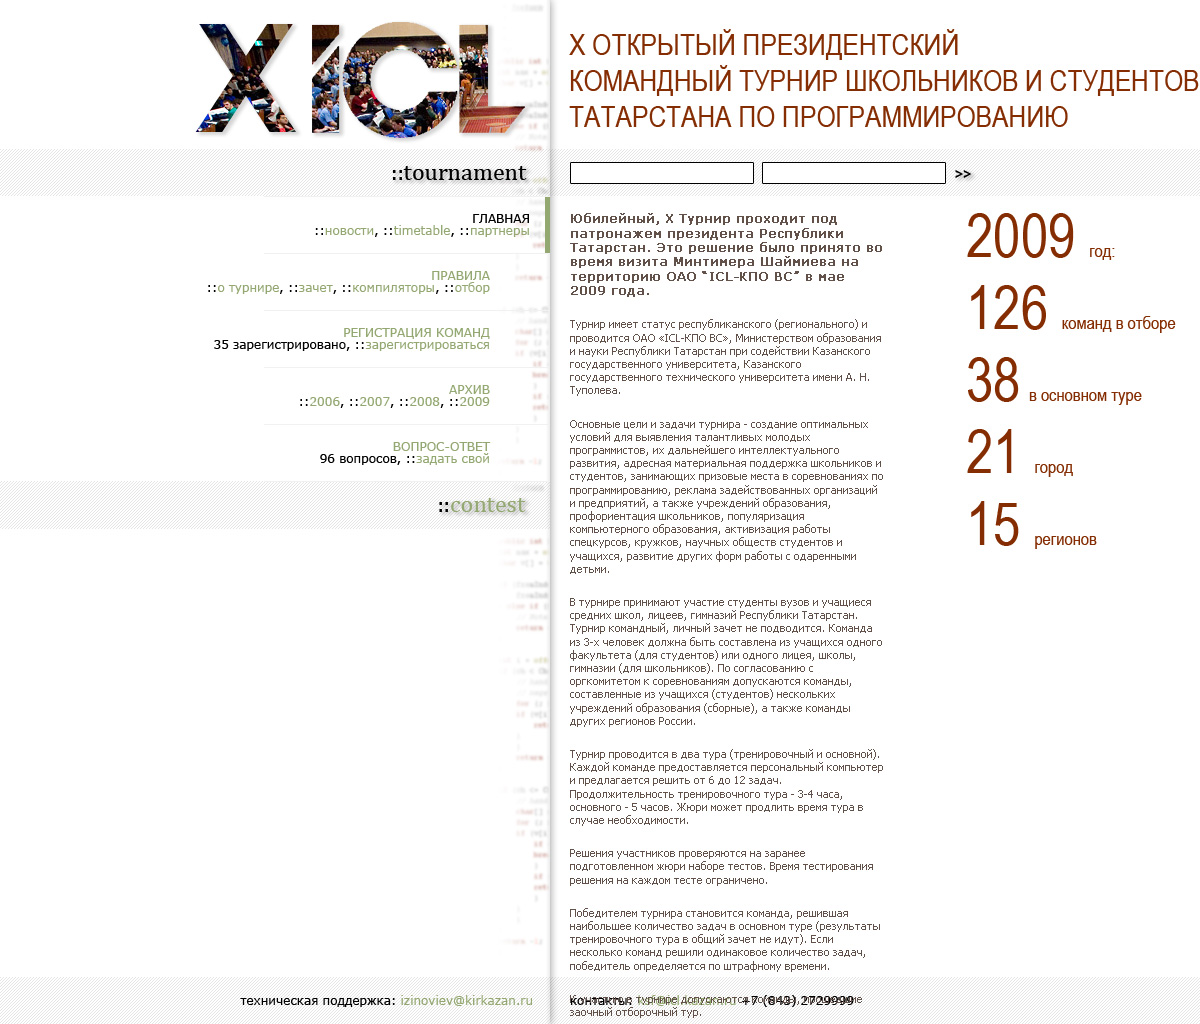 XICL
X ОТКРЫТЫЙ ПРЕЗИДЕНТСКИЙ
КОМАНДНЫЙ ТУРНИР ШКОЛЬНИКОВ И СТУДЕНТОВ
ТАТАРСТАНА ПО ПРОГРАММИРОВАНИЮ
::tournament
>>
ГЛАВНАЯ
::новости, ::timetable, ::партнеры
ПРАВИЛА
::о турнире, ::зачет, ::компиляторы, ::отбор
РЕГИСТРАЦИЯ КОМАНД
35 зарегистрировано, ::зарегистрироваться
АРХИВ
::2006, ::2007, ::2008, ::2009
ВОПРОС-ОТВЕТ
96 вопросов, ::задать свой
::contest
Юбилейный, X Турнир проходит под
патронажем президента Республики
Татарстан. Это решение было принято во
время визита Минтимера Шаймиева на
территорию ОАО “ICL-КПО ВС” в мае
2009 года.
Турнир имеет статус республиканского (регионального) и
проводится ОАО «ICL-КПО ВС», Министерством образования
и науки Республики Татарстан при содействии Казанского
государственного университета, Казанского
государственного технического университета имени А. Н.
Туполева.
Основные цели и задачи турнира - создание оптимальных
условий для выявления талантливых молодых
программистов, их дальнейшего интеллектуального
развития, адресная материальная поддержка школьников и
студентов, занимающих призовые места в соревнованиях по
программированию, реклама задействованных организаций
и предприятий, а также учреждений образования,
профориентация школьников, популяризация
компьютерного образования, активизация работы
спецкурсов, кружков, научных обществ студентов и
учащихся, развитие других форм работы с одаренными
детьми.
В турнире принимают участие студенты вузов и учащиеся
средних школ, лицеев, гимназий Республики Татарстан.
Турнир командный, личный зачет не подводится. Команда
из 3-х человек должна быть составлена из учащихся одного
факультета (для студентов) или одного лицея, школы,
гимназии (для школьников). По согласованию с
оргкомитетом к соревнованиям допускаются команды,
составленные из учащихся (студентов) нескольких
учреждений образования (сборные), а также команды
других регионов России.
Турнир проводится в два тура (тренировочный и основной).
Каждой команде предоставляется персональный компьютер
и предлагается решить от 6 до 12 задач.
Продолжительность тренировочного тура - 3-4 часа,
основного - 5 часов. Жюри может продлить время тура в
случае необходимости.
Решения участников проверяются на заранее
подготовленном жюри наборе тестов. Время тестирования
решения на каждом тесте ограничено.
Победителем турнира становится команда, решившая
наибольшее количество задач в основном туре (результаты
тренировочного тура в общий зачет не идут). Если
несколько команд решили одинаковое количество задач,
победитель определяется по штрафному времени.
турнире допускаются
заочный отборочный тур.
2009 год:
126 команд в отборе
38 в основном туре
21 город
15 регионов
техническая поддержка: izinoviev@kirkazan.ru
контакты: +7 (843) 2729999